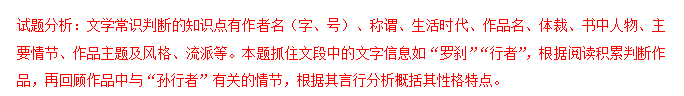 试题分析：文学常识判断的知识点有作者名（字、号）、称谓、生活时代、作品名、体裁、书中人物、主
要情节、作品主题及风格、流派等。本题抓住文段中的文字信息如“罗刹”“行者”，根据阅读积累判断作
品，再回顾作品中与“孙行者”有关的情节，根据其言行分析概括其性格特点。